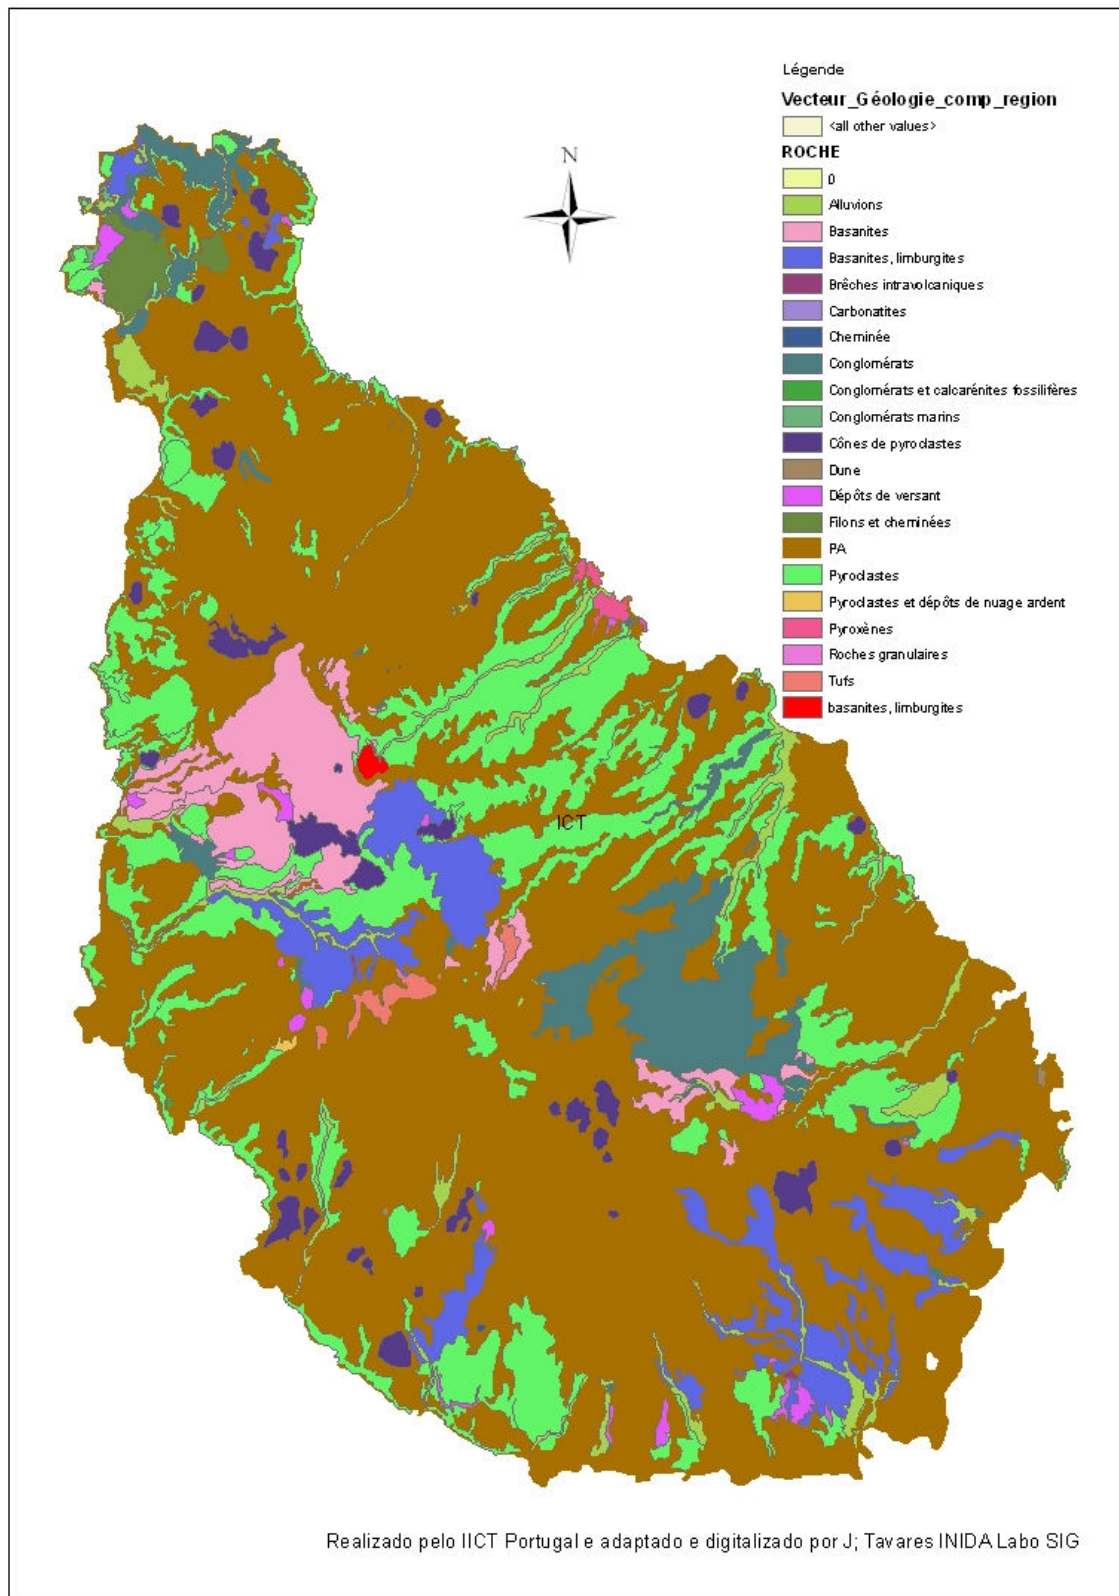 Légende
Vecteur_Géologie_comp_region
<all other values>
ROCHE
0
Alluvions
Basanites
Basanites, limburgites
Brêches intravolcaniques
Carbonatites
Cheminée
Conglomérats
Conglomérats et calcarénites fossilifères
Conglomérats marins
Cônes de pyroclastes
Dune
Dépôts de versant
Filons et cheminées
PA
Pyroclastes
Pyroclastes et dépôts de nuage ardent
Pyroxènes
Roches granulaires
Tufs
basanites, limburgites
N
ICT
Realizado pelo IICT Portugal e adaptado e digitalizado por J; Tavares INIDA Labo SIG